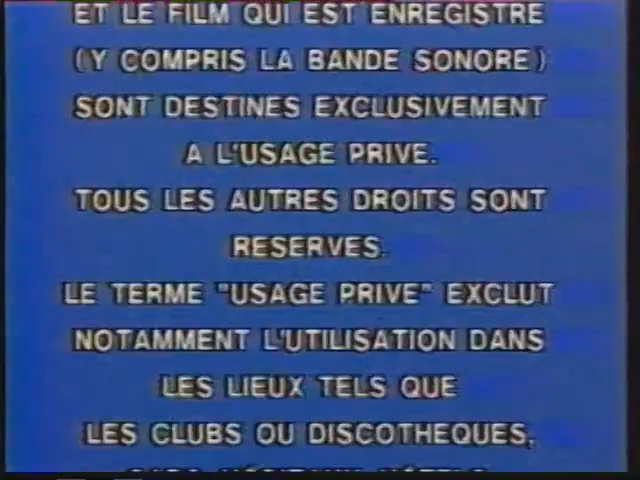 ET LE FILM QUI EST ENREGISTRE
(Y COMPRIS LA BANDE SONORE)
SONT DESTINES EXCLUSIVEMENT
A L'USAGE PRIVE.
TOUS LES AUTRES DROITS SONT
RESERVES.
LE TERME "USAGE PRIVE" EXCLUT
NOTAMMENT L'UTILISATION DANS
LES LIEUX TELS QUE
LES CLUBS OU DISCOTHEQUES,